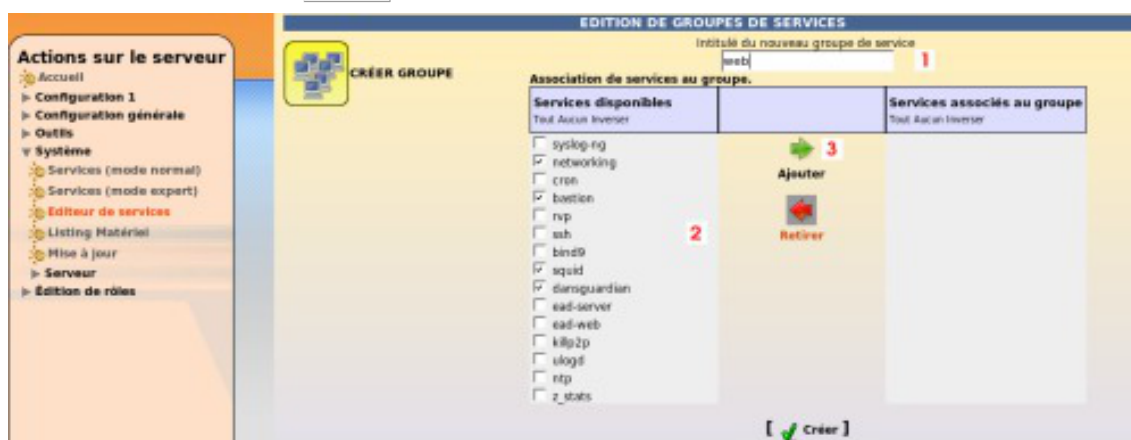 EDITION DE GROUPES DE SERVICES
Actions sur le serveur
Accueil
Configuration 1
Configuration générale
Outils
Système
Services (mode normal)
Services (mode expert)
Editeur de services
Listing Matériel
Mise à jour
Serveur
Édition de rôles
CRÉER GROUPE
Intitulé du nouveau groupe de service
web
1
Association de services au groupe.
Services disponibles
Tout Aucun Inverser
syslog-ng
networking
cron
bastion
rvp
ssh
bind9
squid
dansguardian
ead-server
ead-web
killp2p
ulogd
ntp
z_stats
2
3
Ajouter
Retirer
Services associés au groupe
Tout Aucun Inverser
[ Créer ]